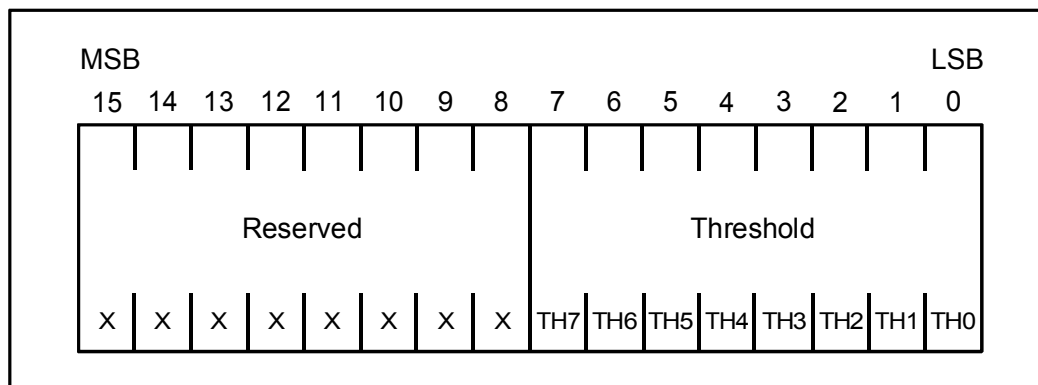 MSB LSB
15 14 13 12 11 10 9 8 7 6 5 4 3 2 1 0
Reserved Threshold
X X X X X X X X TH7 TH6 TH5 TH4 TH3 TH2 TH1 TH0